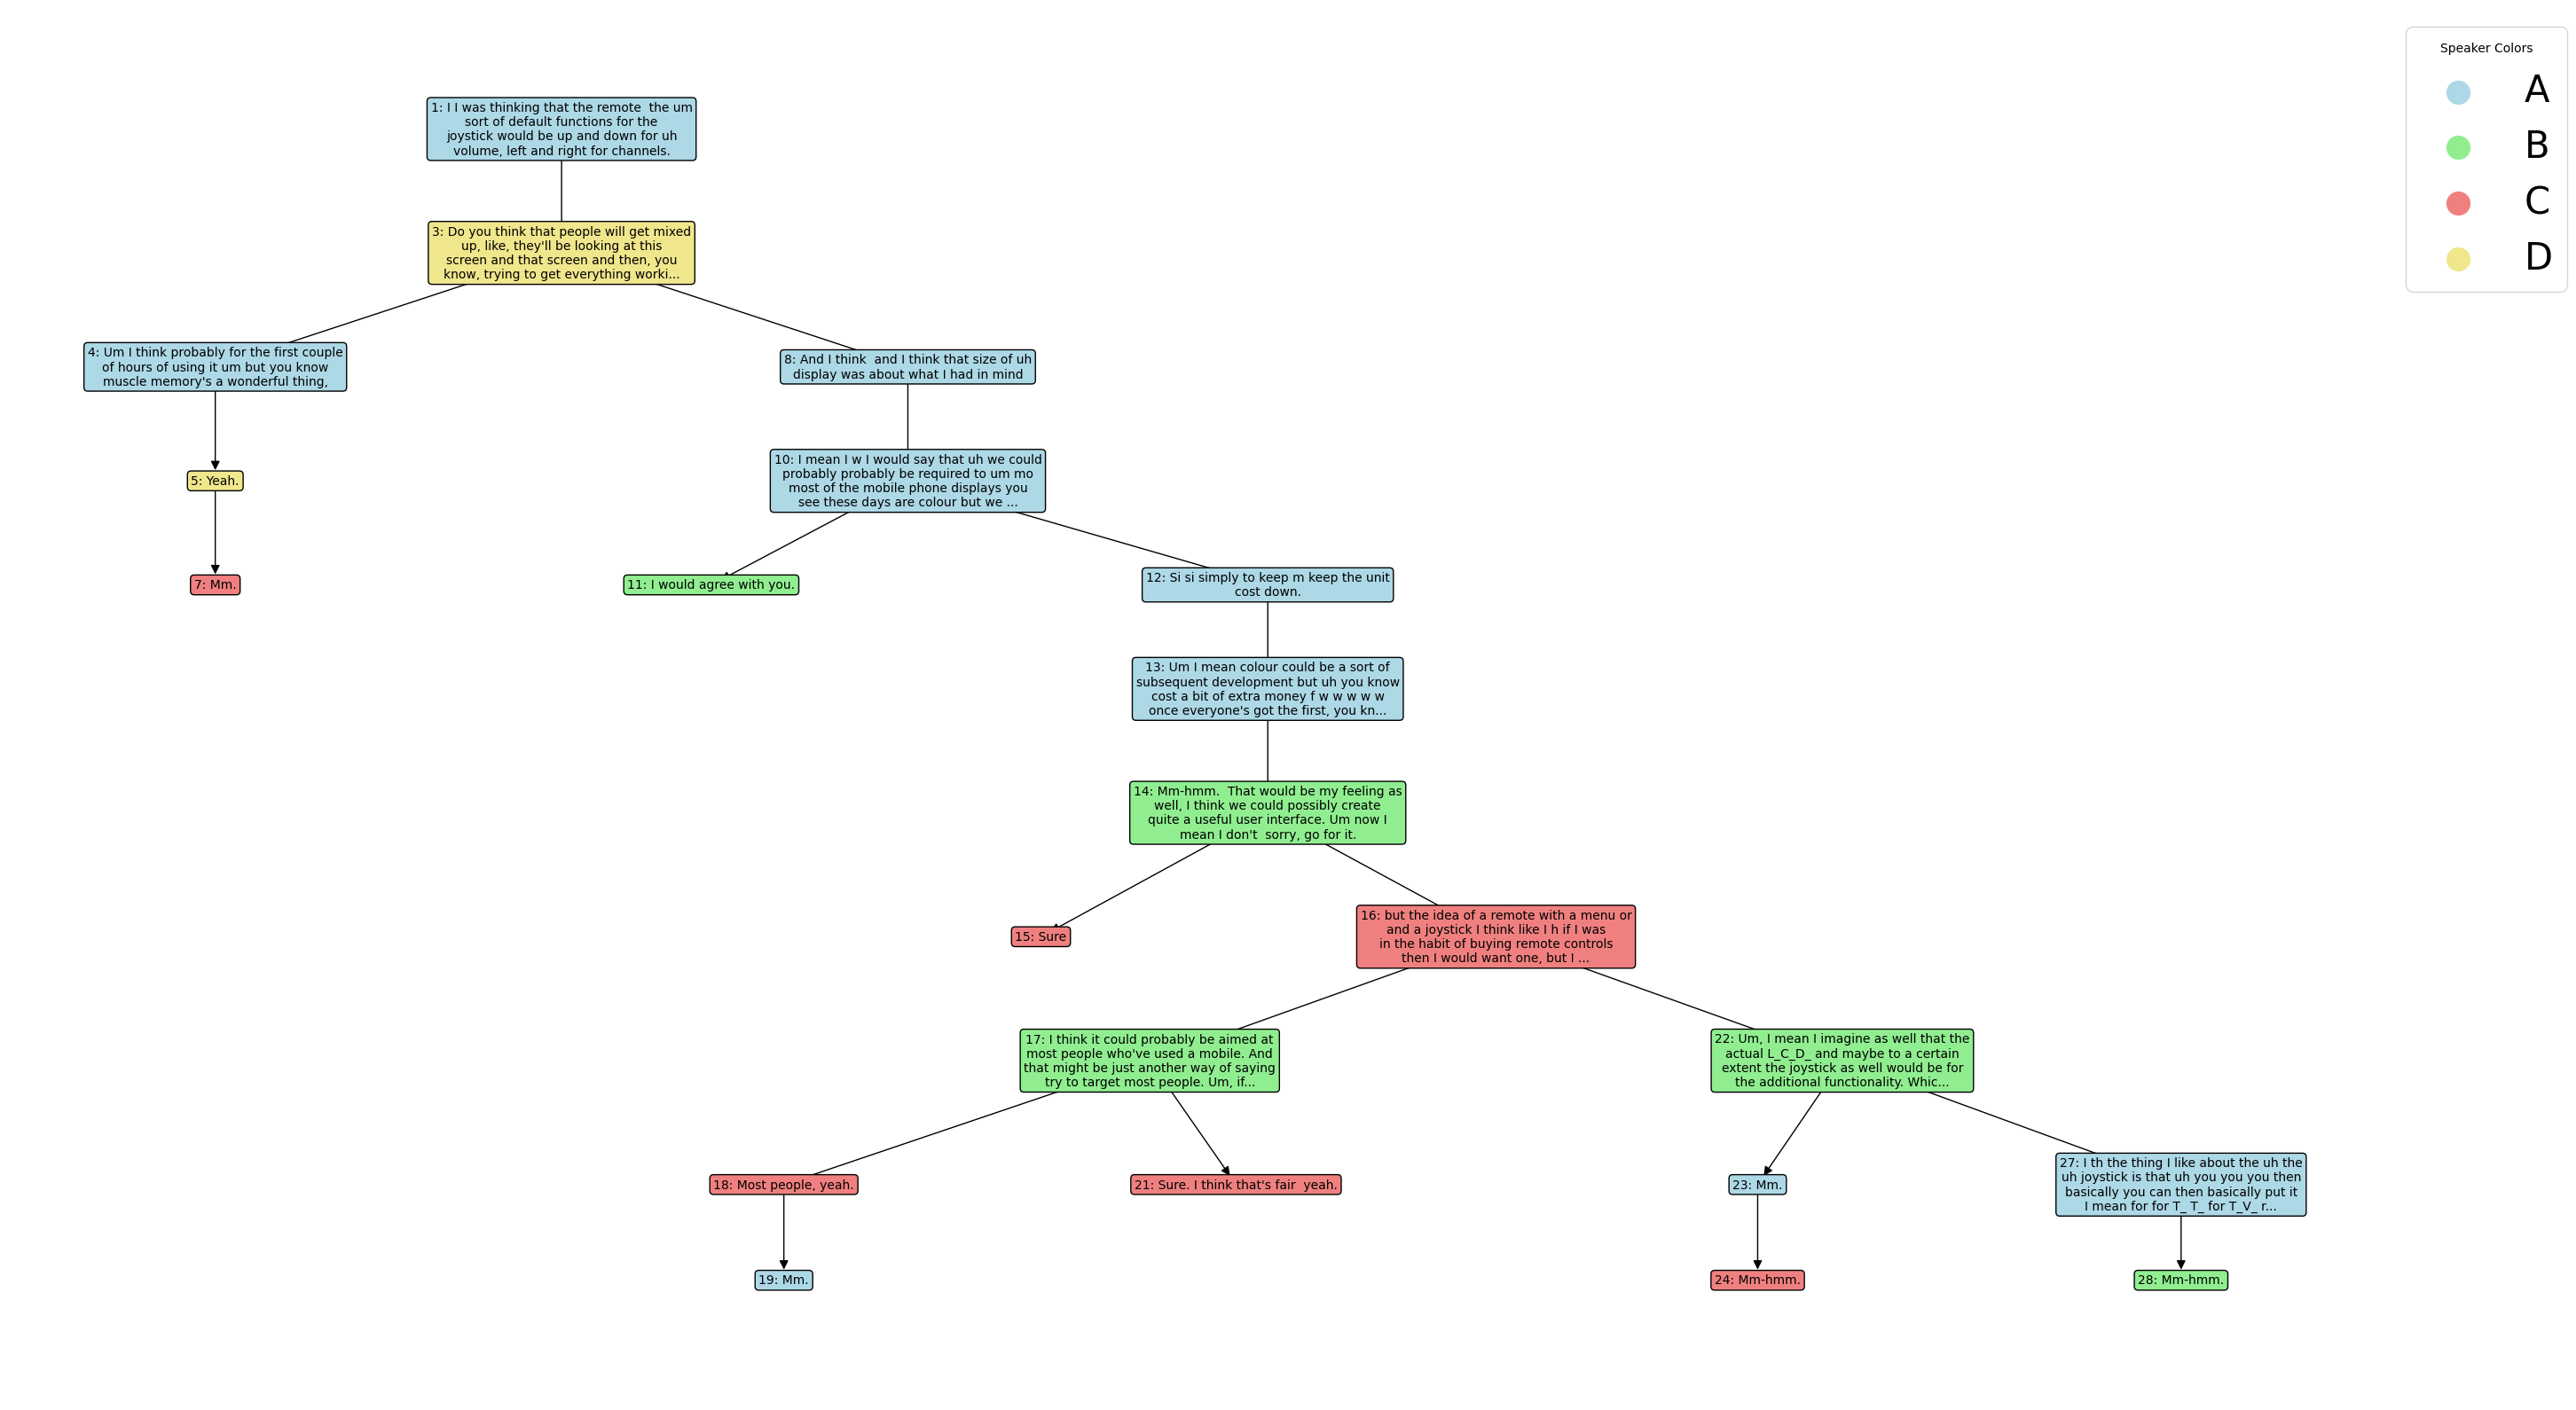 Speaker Colors
A
B
C
D
1: I I was thinking that the remote  the um
sort of default functions for the
joystick would be up and down for uh
volume, left and right for channels.
3: Do you think that people will get mixed
up, like, they'll be looking at this
screen and that screen and then, you
know, trying to get everything worki...
4: Um I think probably for the first couple
of hours of using it um but you know
muscle memory's a wonderful thing,
8: And I think  and I think that size of uh
display was about what I had in mind
5: Yeah.
10: I mean I w I would say that uh we could
probably probably be required to um mo
most of the mobile phone displays you
see these days are colour but we ...
7: Mm.
11: I would agree with you.
12: Si si simply to keep m keep the unit
cost down.
13: Um I mean colour could be a sort of
subsequent development but uh you know
cost a bit of extra money f w w w w w
once everyone's got the first, you kn...
14: Mm-hmm.  That would be my feeling as
well, I think we could possibly create
quite a useful user interface. Um now I
mean I don't  sorry, go for it.
15: Sure
16: but the idea of a remote with a menu or
and a joystick I think like I h if I was
in the habit of buying remote controls
then I would want one, but I ...
17: I think it could probably be aimed at
most people who've used a mobile. And
that might be just another way of saying
try to target most people. Um, if...
22: Um, I mean I imagine as well that the
actual L_C_D_ and maybe to a certain
extent the joystick as well would be for
the additional functionality. Whic...
18: Most people, yeah.
21: Sure. I think that's fair  yeah.
23: Mm.
27: I th the thing I like about the uh the
uh joystick is that uh you you you then
basically you can then basically put it
I mean for for T_ T_ for T_V_ r...
19: Mm.
24: Mm-hmm.
28: Mm-hmm.